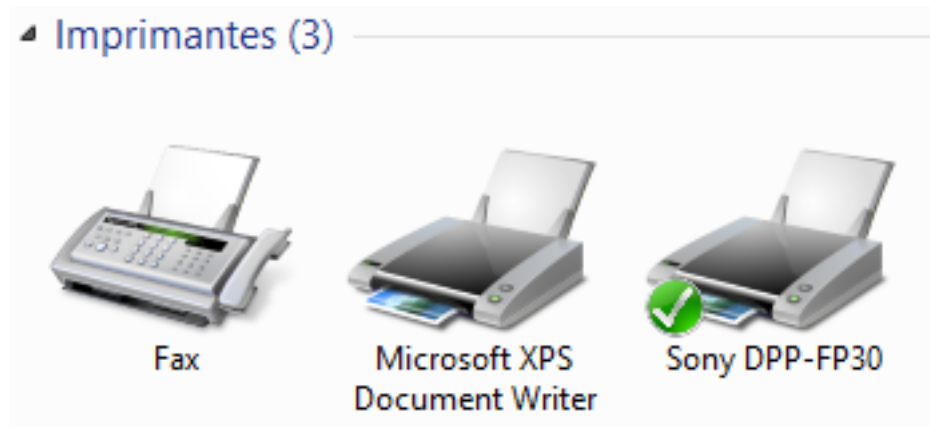 Imprimantes (3)
Fax
Microsoft XPS
Document Writer
Sony DPP-FP30